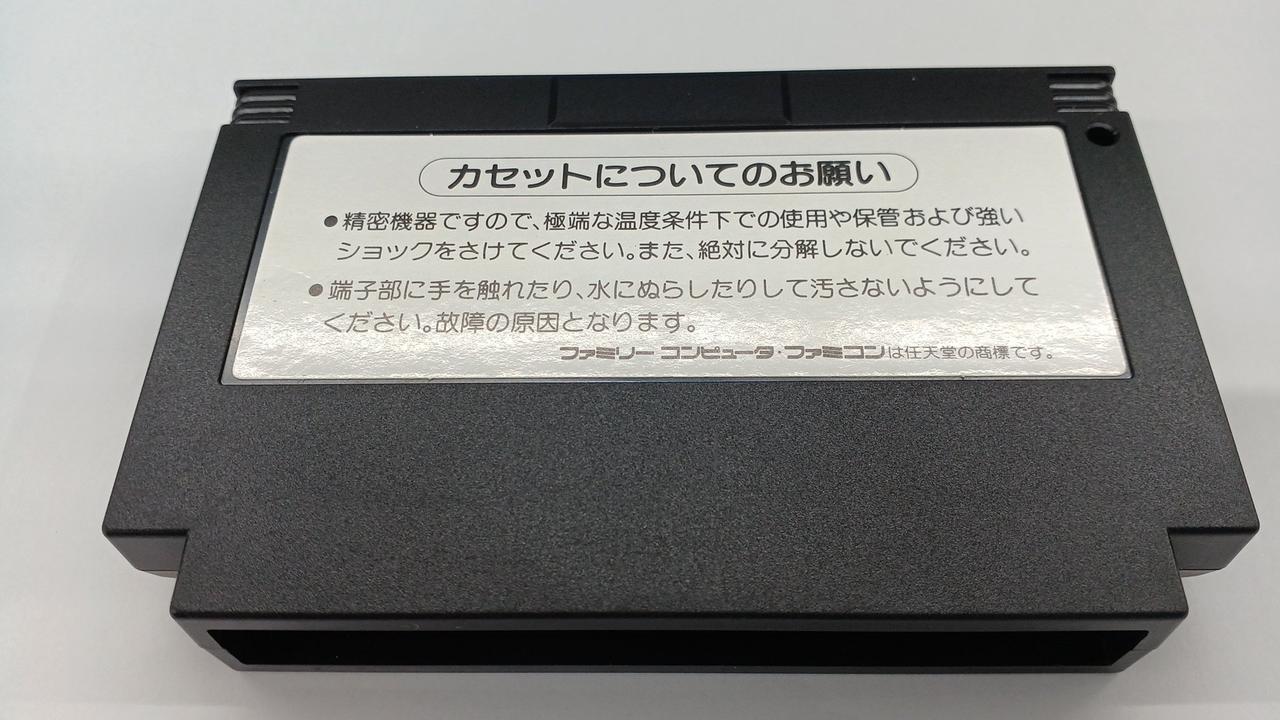 カセットについてのお願い
●精密機器ですので、極端な温度条件下での使用や保管および強い
ショックをさけてください。また、絶対に分解しないでください。
●端子部に手を触れたり、水にぬらしたりして汚さないようにして
ください。故障の原因となります。
ファミリー コンピュータ・ファミコンは任天堂の商標です。